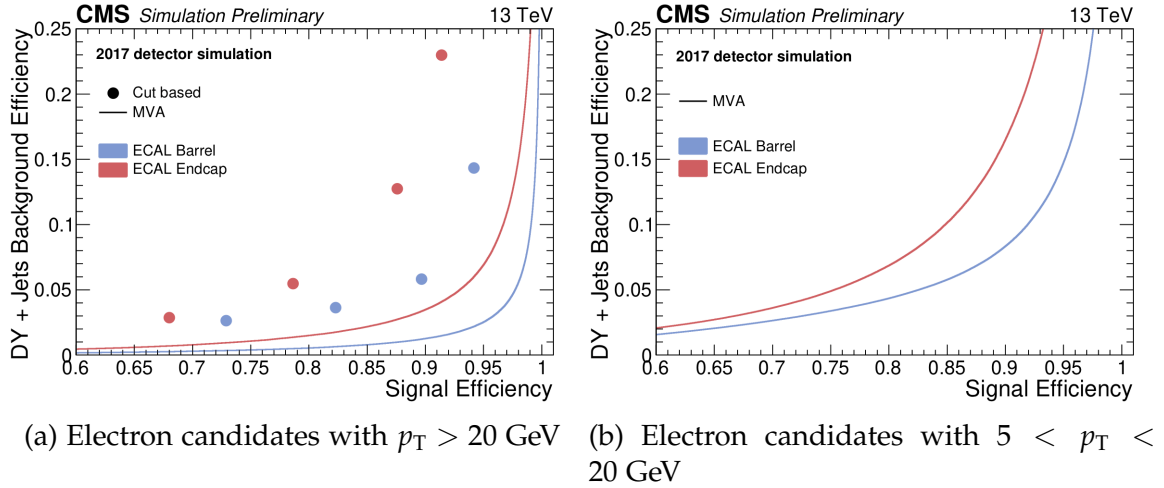 CMS Simulation Preliminary 13 TeV
DY + Jets Background Efficiency
0.25
0.2
0.15
0.1
0.05
0
2017 detector simulation
Cut based
MVA
ECAL Barrel
ECAL Endcap
0.6 0.65 0.7 0.75 0.8 0.85 0.9 0.95 1
Signal Efficiency
(a) Electron candidates with pT > 20 GeV
CMS Simulation Preliminary 13 TeV
DY + Jets Background Efficiency
0.25
0.2
0.15
0.1
0.05
0
2017 detector simulation
MVA
ECAL Barrel
ECAL Endcap
0.6 0.65 0.7 0.75 0.8 0.85 0.9 0.95 1
Signal Efficiency
(b) Electron candidates with 5 < pT <
20 GeV